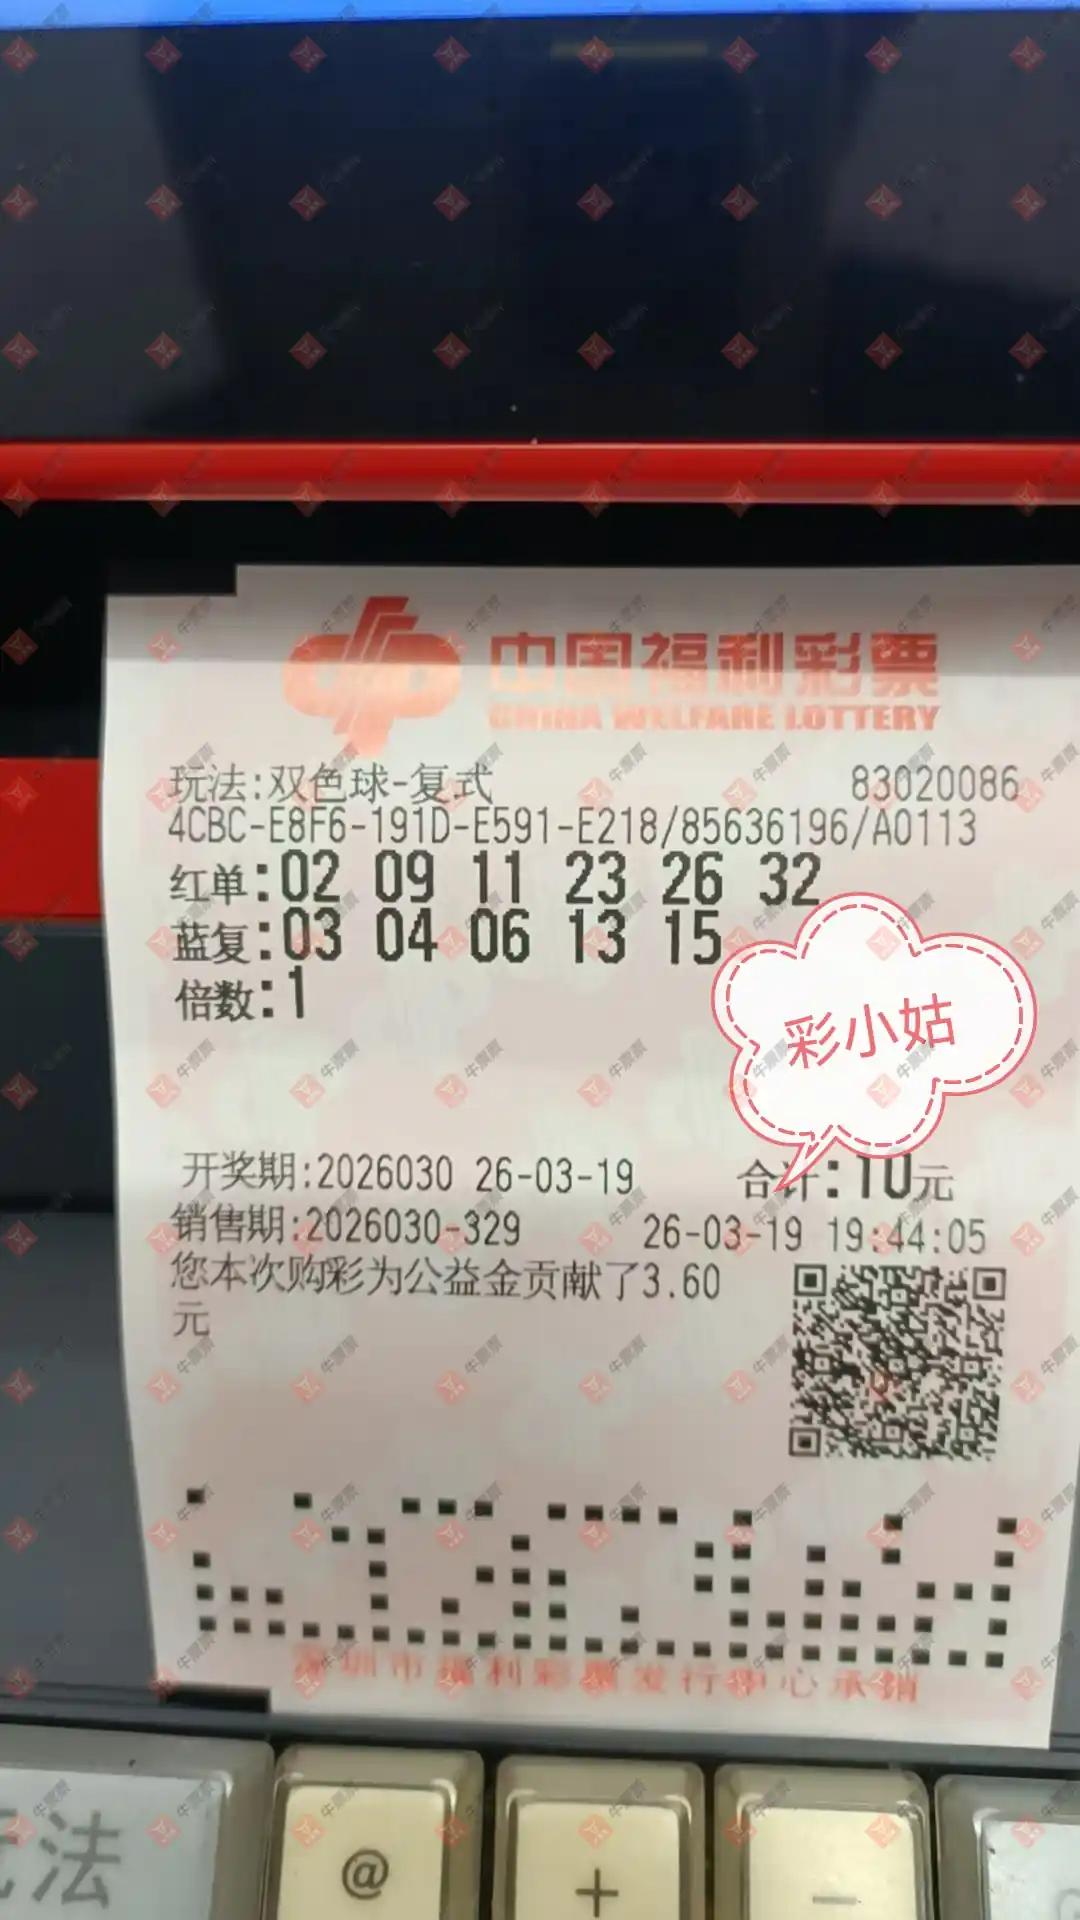 中国福利彩票
CHINA WELFARE LOTTERY
玩法:双色球-复式 83020086
4CBC-E8F6-191D-E591-E218/85636196/A0113
红单:02 09 11 23 26 32
蓝复:03 04 06 13 15
倍数:1
彩小姑
开奖期:2026030 26-03-19 合计:10元
销售期:2026030-329 26-03-19 19:44:05
您本次购彩为公益金贡献了3.60
元
深圳市福利彩票发行中心承销
玩法 @ + -
牛票票